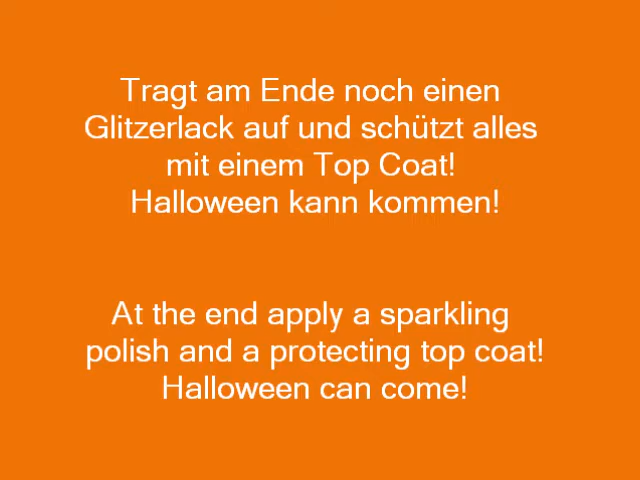 Tragt am Ende noch einen
Glitzerlack auf und schützt alles
mit einem Top Coat!
Halloween kann kommen!
At the end apply a sparkling
polish and a protecting top coat!
Halloween can come!